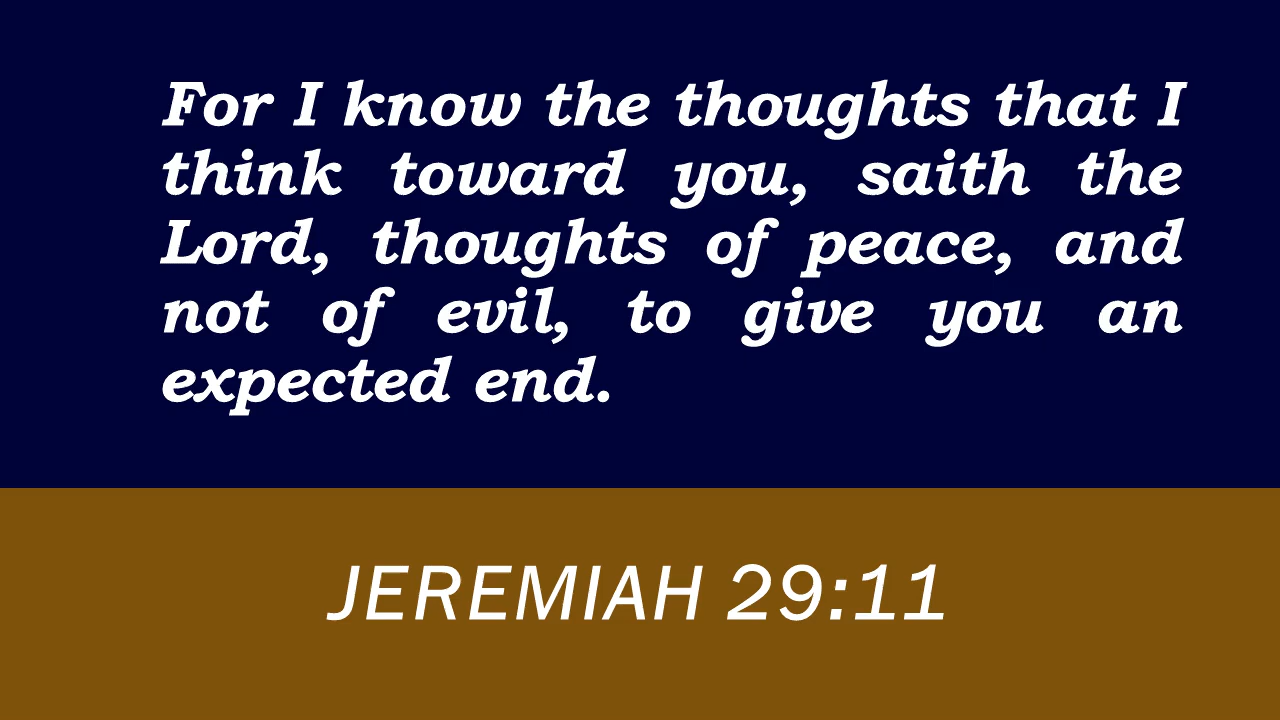 For I know the thoughts that I
think toward you, saith the
Lord, thoughts of peace, and
not of evil, to give you an
expected end.
JEREMIAH 29:11